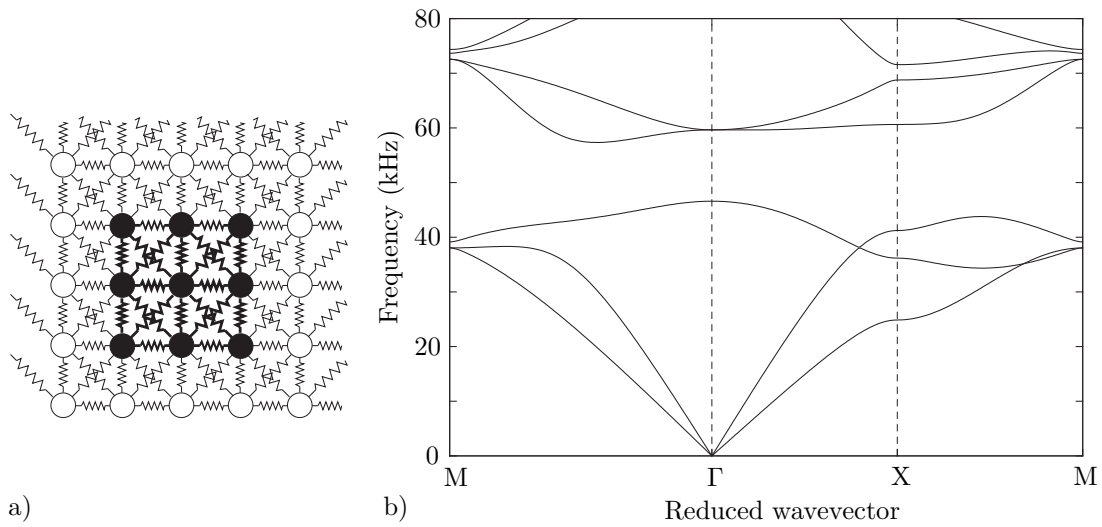 80
60
40
20
0
Frequency (kHz)
M Γ X M
Reduced wavevector
a)
b)